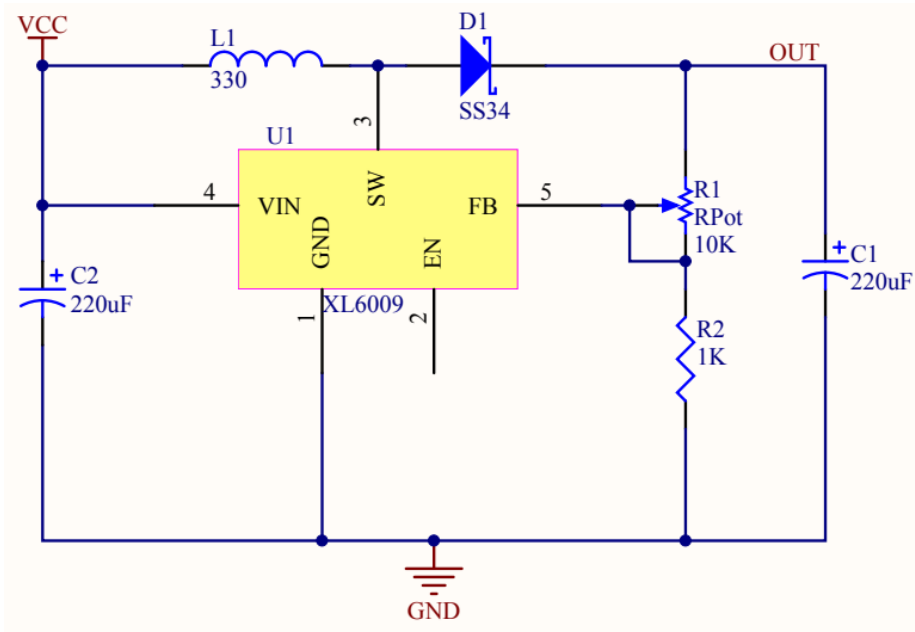 VCC
L1
330
D1
SS34
OUT
3
U1
4
VIN
SW
FB
5
GND
EN
R1
RPot
10K
C2
220uF
C1
220uF
1
XL6009
2
R2
1K
GND